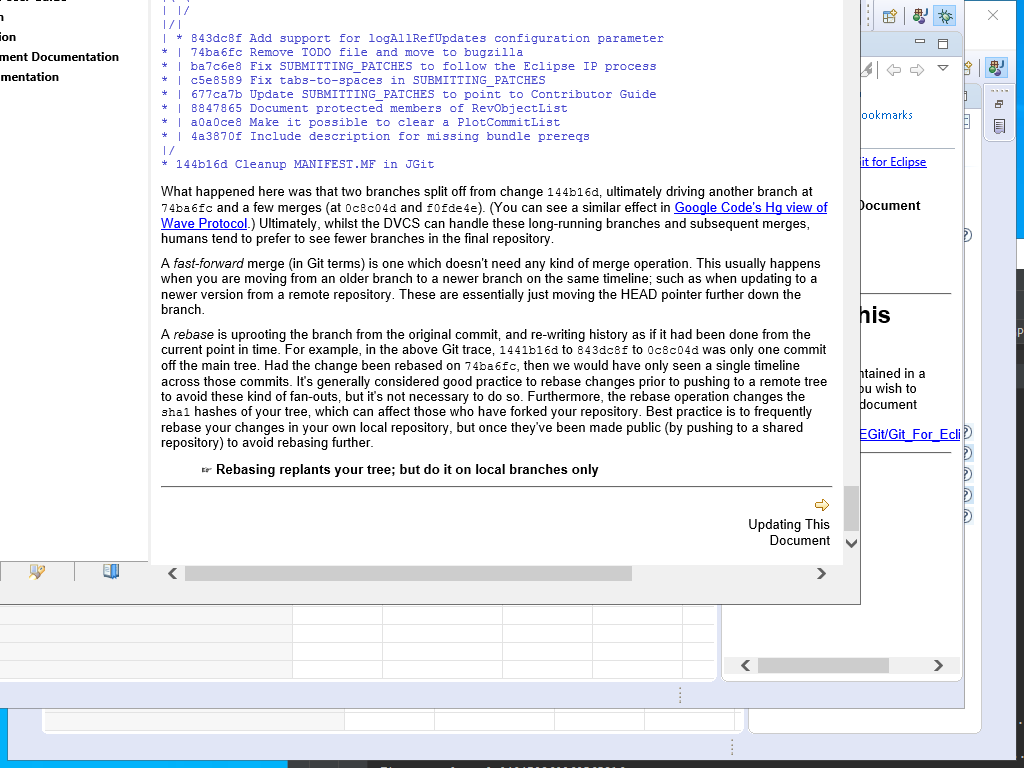 ment Documentation
mentation
| |/
|/|
| * 843dc8f Add support for logAllRefUpdates configuration parameter
* | 74ba6fc Remove TODO file and move to bugzilla
* | ba7c6e8 Fix SUBMITTING_PATCHES to follow the Eclipse IP process
* | c5e8589 Fix tabs-to-spaces in SUBMITTING_PATCHES
* | 677ca7b Update SUBMITTING_PATCHES to point to Contributor Guide
* | 8847865 Document protected members of RevObjectList
* | a0a0ce8 Make it possible to clear a PlotCommitList
* | 4a3870f Include description for missing bundle prereqs
|/
* 144b16d Cleanup MANIFEST.MF in JGit
What happened here was that two branches split off from change 144b16d, ultimately driving another branch at
74ba6fc and a few merges (at 0c8c04d and f0fde4e). (You can see a similar effect in Google Code's Hg view of
Wave Protocol.) Ultimately, whilst the DVCS can handle these long-running branches and subsequent merges,
humans tend to prefer to see fewer branches in the final repository.
A fast-forward merge (in Git terms) is one which doesn't need any kind of merge operation. This usually happens
when you are moving from an older branch to a newer branch on the same timeline; such as when updating to a
newer version from a remote repository. These are essentially just moving the HEAD pointer further down the
branch.
A rebase is uprooting the branch from the original commit, and re-writing history as if it had been done from the
current point in time. For example, in the above Git trace, 1441b16d to 843dc8f to 0c8c04d was only one commit
off the main tree. Had the change been rebased on 74ba6fc, then we would have only seen a single timeline
across those commits. It's generally considered good practice to rebase changes prior to pushing to a remote tree
to avoid these kind of fan-outs, but it's not necessary to do so. Furthermore, the rebase operation changes the
sha1 hashes of your tree, which can affect those who have forked your repository. Best practice is to frequently
rebase your changes in your own local repository, but once they've been made public (by pushing to a shared
repository) to avoid rebasing further.
☞ Rebasing replants your tree; but do it on local branches only
Updating This
Document
ookmarks
it for Eclipse
Document
his
ntained in a
ou wish to
document
EGit/Git_For_Ecli